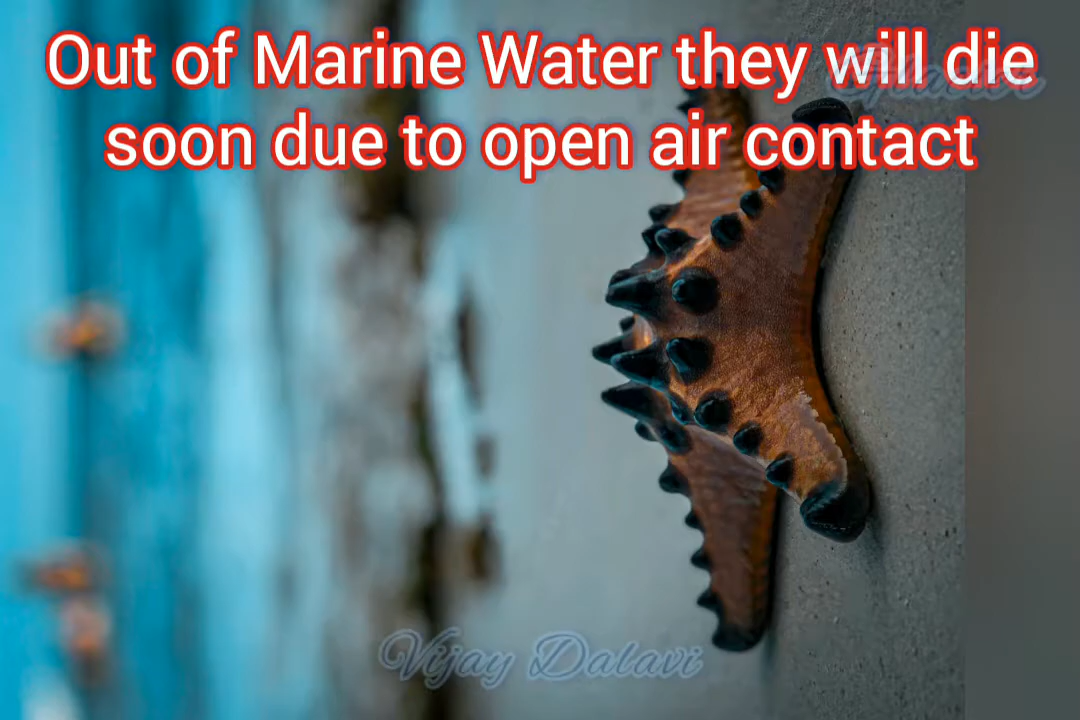 Out of Marine Water they will die
soon due to open air contact
Vijay Dalavi